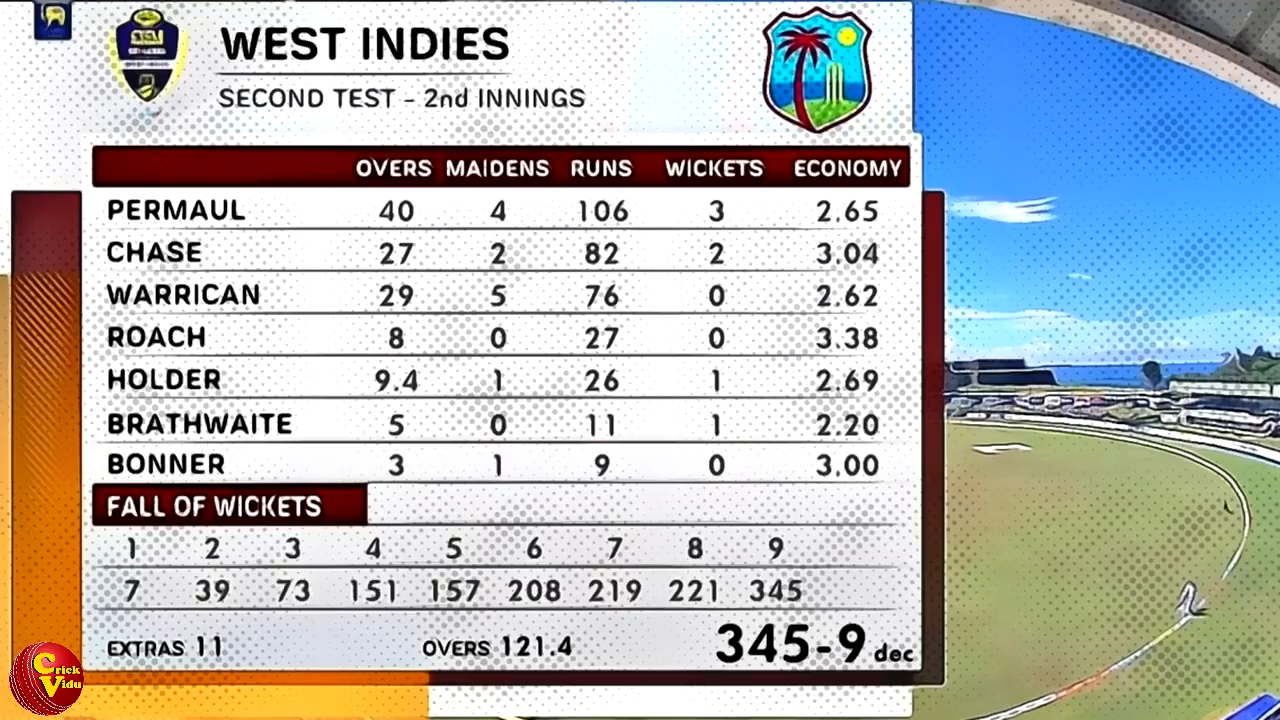 WEST INDIES
SECOND TEST – 2nd INNINGS
OVERS MAIDENS RUNS WICKETS ECONOMY
PERMAUL 40 4 106 3 2.65
CHASE 27 2 82 2 3.04
WARRICAN 29 5 76 0 2.62
ROACH 8 0 27 0 3.38
HOLDER 9.4 1 26 1 2.69
BRATHWAITE 5 0 11 1 2.20
BONNER 3 1 9 0 3.00
FALL OF WICKETS
1 2 3 4 5 6 7 8 9
7 39 73 151 157 208 219 221 345
EXTRAS 11 OVERS 121.4 345-9 dec
Crick
Vidu